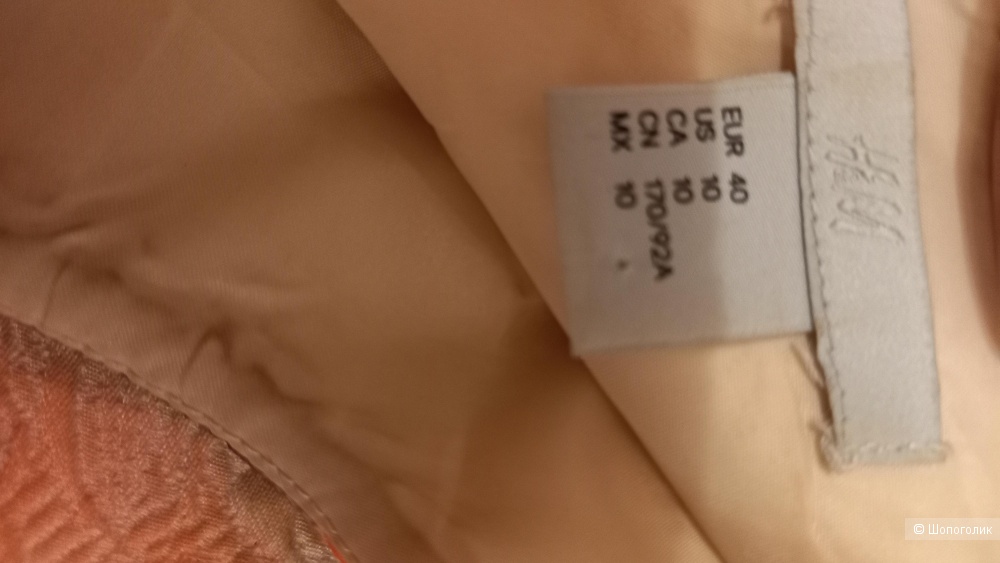 H&M
EUR 40
US 10
CA 10
CN 170/92A
MX 10
© Шопоголик